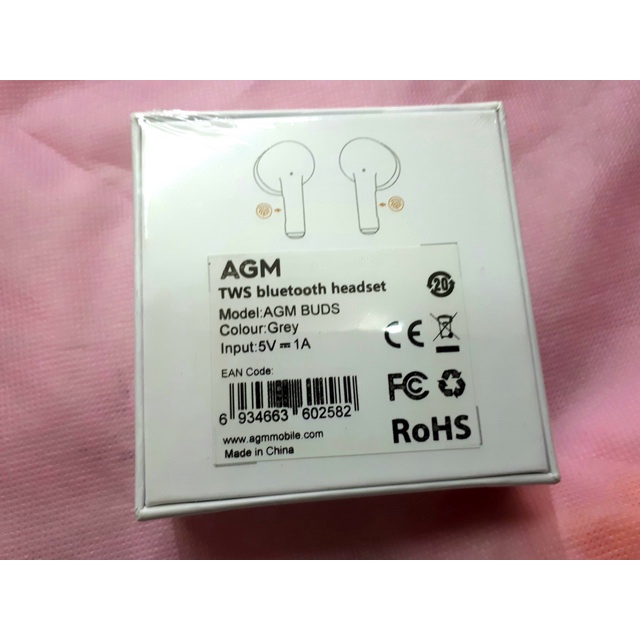 AGM
TWS bluetooth headset
Model:AGM BUDS
Colour:Grey
Input:5V⎓1A
EAN Code:
6 934663 602582
www.agmmobile.com
Made in China
20
CE
FC
RoHS